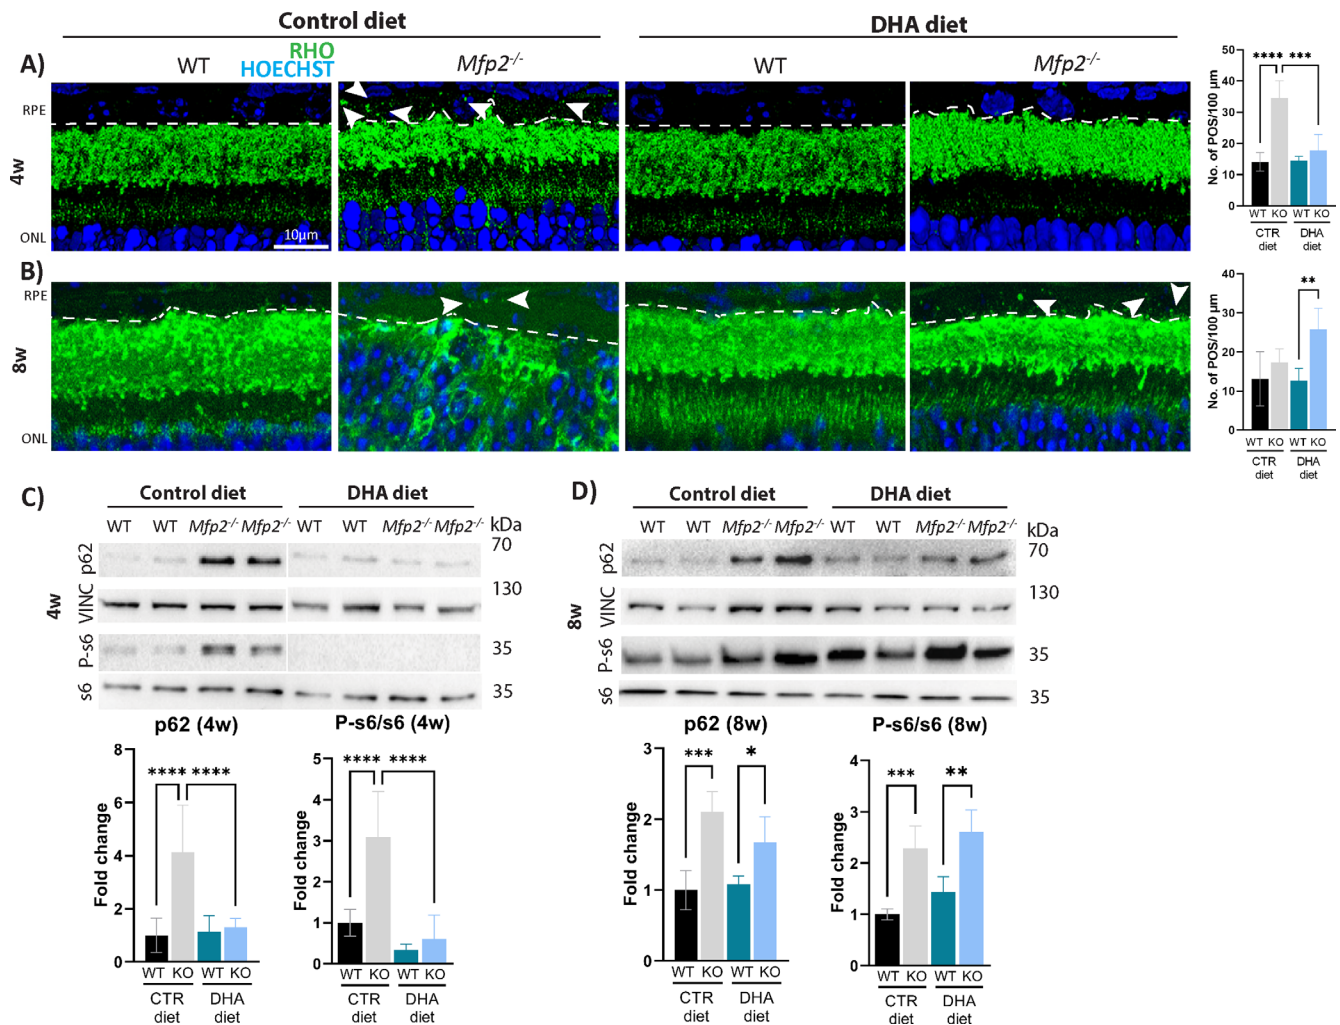 Control diet
DHA diet
RHO
HOECHST
A)
WT
Mfp2-/-
WT
Mfp2-/-
RPE
4w
ONL
10µm
No. of POS/100 µm
50
40
30
20
10
0
**** ***
WT KO WT KO
CTR diet
DHA diet
B)
RPE
8w
ONL
No. of POS/100 µm
40
30
20
10
0
**
WT KO WT KO
CTR diet
DHA diet
C)
Control diet
DHA diet
WT WT Mfp2-/- Mfp2-/- WT WT Mfp2-/- Mfp2-/- kDa
4w
p62 70
VINC 130
P-s6 35
s6 35
p62 (4w)
Fold change
8
6
4
2
0
**** ****
WT KO WT KO
CTR diet
DHA diet
P-s6/s6 (4w)
Fold change
5
4
3
2
1
0
**** ****
WT KO WT KO
CTR diet
DHA diet
D)
Control diet
DHA diet
WT WT Mfp2-/- Mfp2-/- WT WT Mfp2-/- Mfp2-/- kDa
8w
p62 70
VINC 130
P-s6 35
s6 35
p62 (8w)
Fold change
3
2
1
0
*** *
WT KO WT KO
CTR diet
DHA diet
P-s6/s6 (8w)
Fold change
4
3
2
1
0
*** **
WT KO WT KO
CTR diet
DHA diet